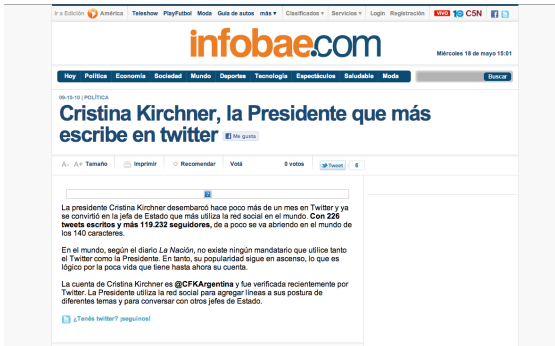 Ir a Edición América Teleshow PlayFutbol Moda Guía de autos más ▾ Clasificados ▾ Servicios ▾ Login Registración VIVO 10 C5N
infobae.com
Miércoles 18 de mayo 15:01
Hoy Política Economía Sociedad Mundo Deportes Tecnología Espectáculos Saludable Moda Buscar
09-10-10 | POLÍTICA
Cristina Kirchner, la Presidente que más
escribe en twitter Me gusta
A- A+ Tamaño Imprimir Recomendar Votá 0 votos Tweet 6
La presidente Cristina Kirchner desembarcó hace poco más de un mes en Twitter y ya
se convirtió en la jefa de Estado que más utiliza la red social en el mundo. Con 226
tweets escritos y más 119.232 seguidores, de a poco se va abriendo en el mundo de
los 140 caracteres.
En el mundo, según el diario La Nación, no existe ningún mandatario que utilice tanto
el Twitter como la Presidente. En tanto, su popularidad sigue en ascenso, lo que es
lógico por la poca vida que tiene hasta ahora su cuenta.
La cuenta de Cristina Kirchner es @CFKArgentina y fue verificada recientemente por
Twitter. La Presidente utiliza la red social para agregar líneas a sus postura de
diferentes temas y para conversar con otros jefes de Estado.
¿Tenés twitter? ¡seguinos!